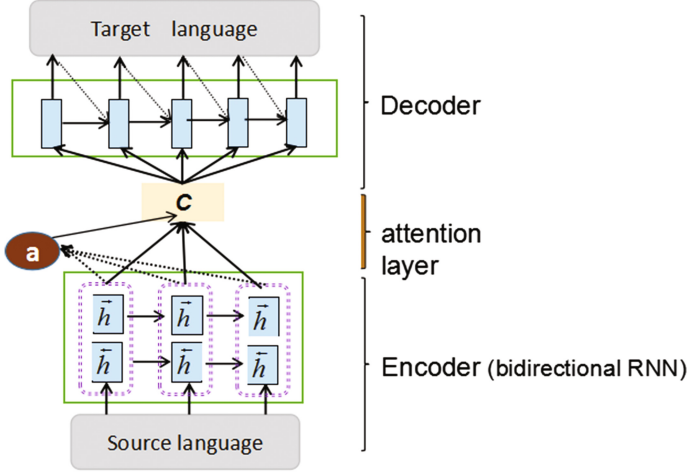 Target language
Decoder
C
a
attention
layer
h⃗ h⃗ h⃗
h⃖ h⃖ h⃖
Encoder (bidirectional RNN)
Source language